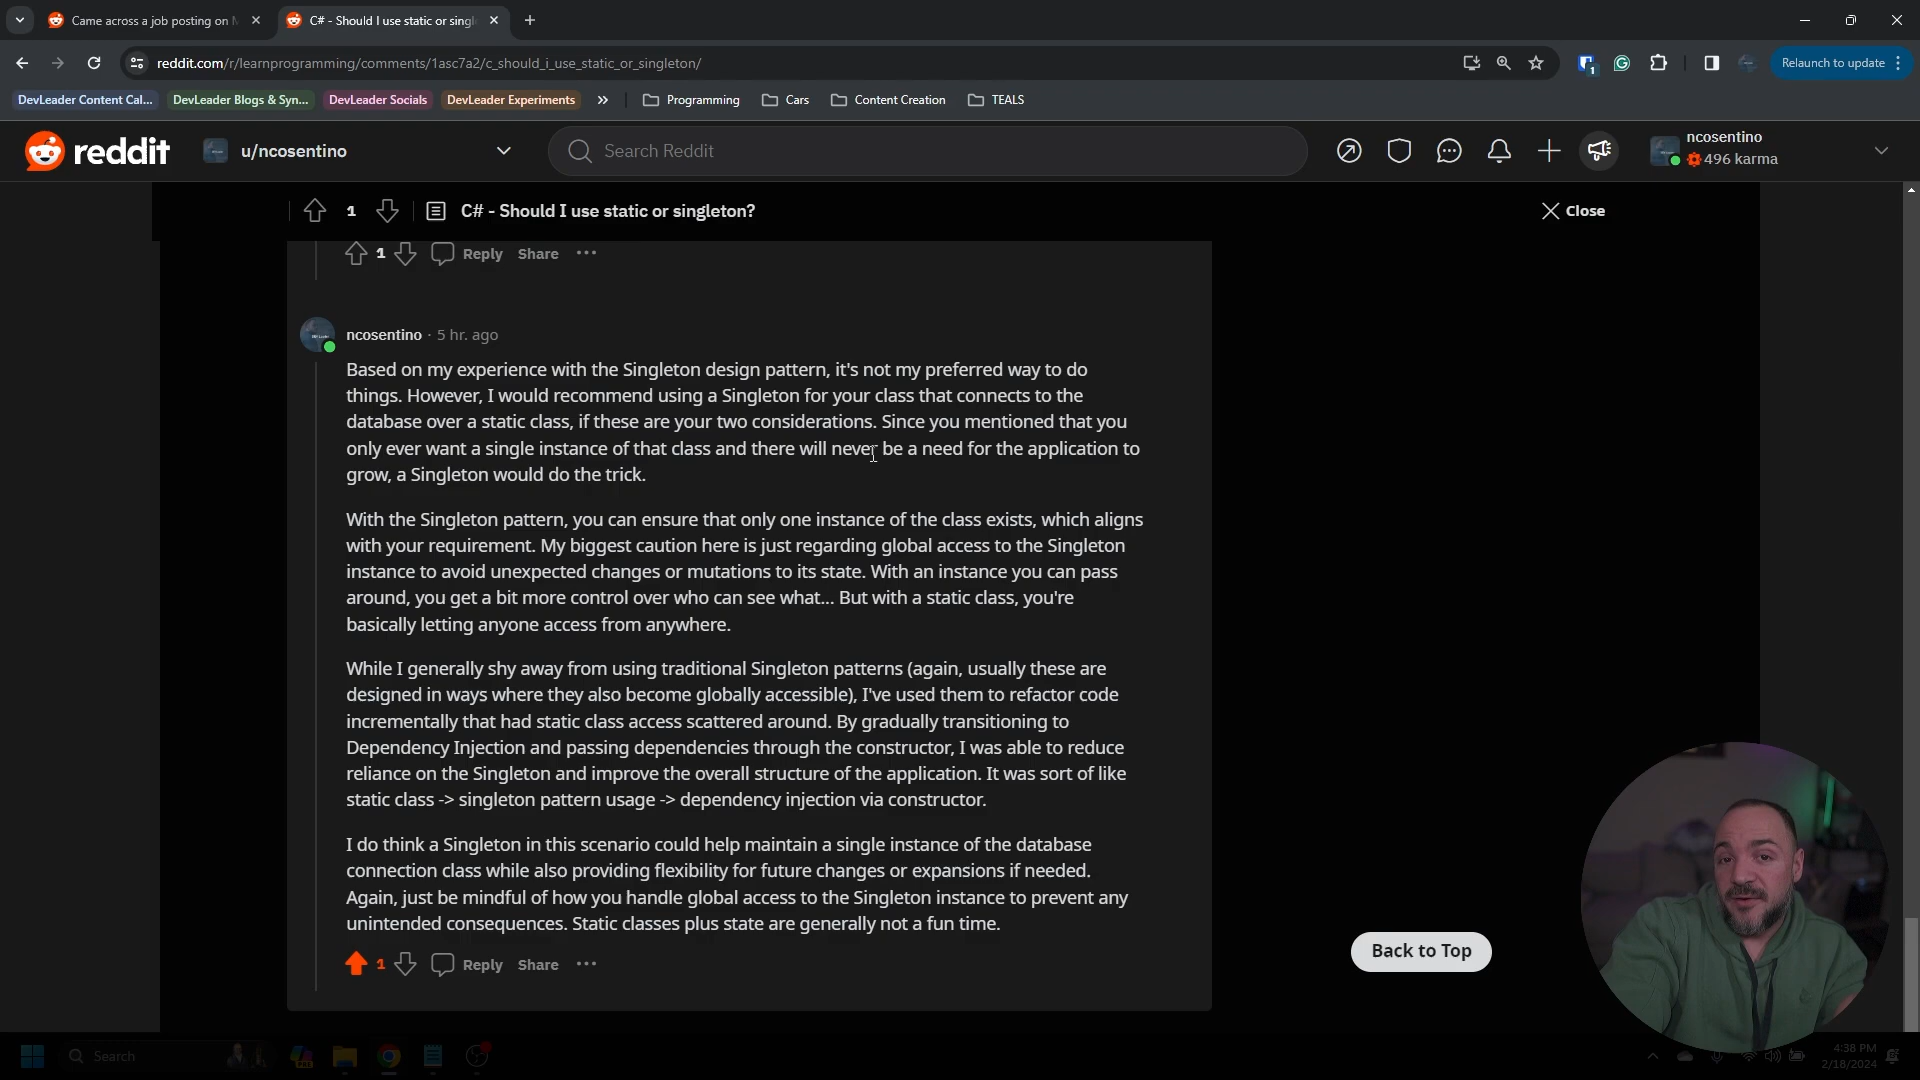 Came across a job posting on
C# - Should I use static or sing
reddit.com/r/learnprogramming/comments/1asc7a2/c_should_i_use_static_or_singleton/
1
Relaunch to update
DevLeader Content Cal...
DevLeader Blogs & Syn...
DevLeader Socials
DevLeader Experiments
»
Programming
Cars
Content Creation
TEALS
reddit
u/ncosentino
Search Reddit
ncosentino
496 karma
1
C# - Should I use static or singleton?
Close
1 Reply Share ...
ncosentino · 5 hr. ago
Based on my experience with the Singleton design pattern, it's not my preferred way to do
things. However, I would recommend using a Singleton for your class that connects to the
database over a static class, if these are your two considerations. Since you mentioned that you
only ever want a single instance of that class and there will never be a need for the application to
grow, a Singleton would do the trick.
With the Singleton pattern, you can ensure that only one instance of the class exists, which aligns
with your requirement. My biggest caution here is just regarding global access to the Singleton
instance to avoid unexpected changes or mutations to its state. With an instance you can pass
around, you get a bit more control over who can see what... But with a static class, you're
basically letting anyone access from anywhere.
While I generally shy away from using traditional Singleton patterns (again, usually these are
designed in ways where they also become globally accessible), I've used them to refactor code
incrementally that had static class access scattered around. By gradually transitioning to
Dependency Injection and passing dependencies through the constructor, I was able to reduce
reliance on the Singleton and improve the overall structure of the application. It was sort of like
static class -> singleton pattern usage -> dependency injection via constructor.
I do think a Singleton in this scenario could help maintain a single instance of the database
connection class while also providing flexibility for future changes or expansions if needed.
Again, just be mindful of how you handle global access to the Singleton instance to prevent any
unintended consequences. Static classes plus state are generally not a fun time.
1 Reply Share ...
Back to Top
Search
4:38 PM
2/18/2024